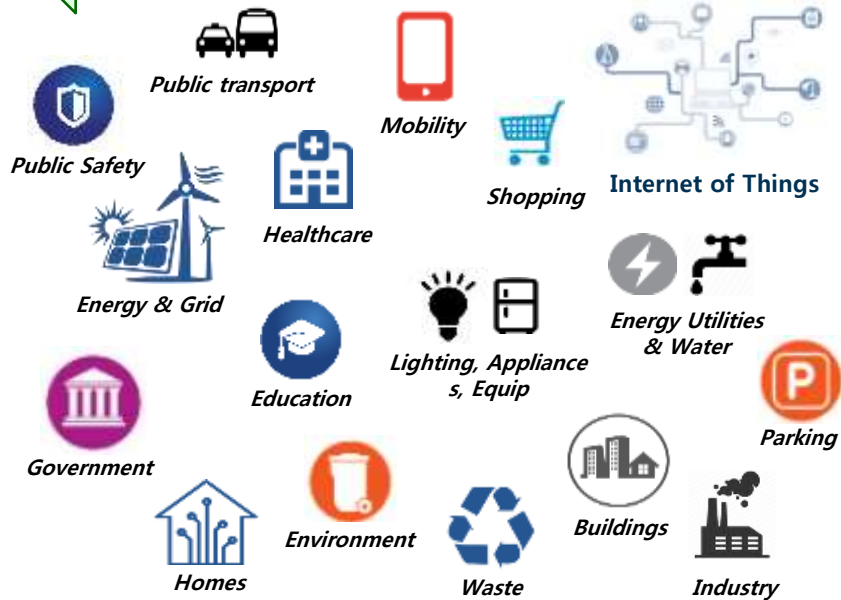 Public transport
Mobility
Public Safety
Shopping
Internet of Things
Healthcare
Energy & Grid
Energy Utilities
& Water
Lighting, Appliance
s, Equip
Education
P
Parking
Government
Buildings
Environment
Homes
Waste
Industry